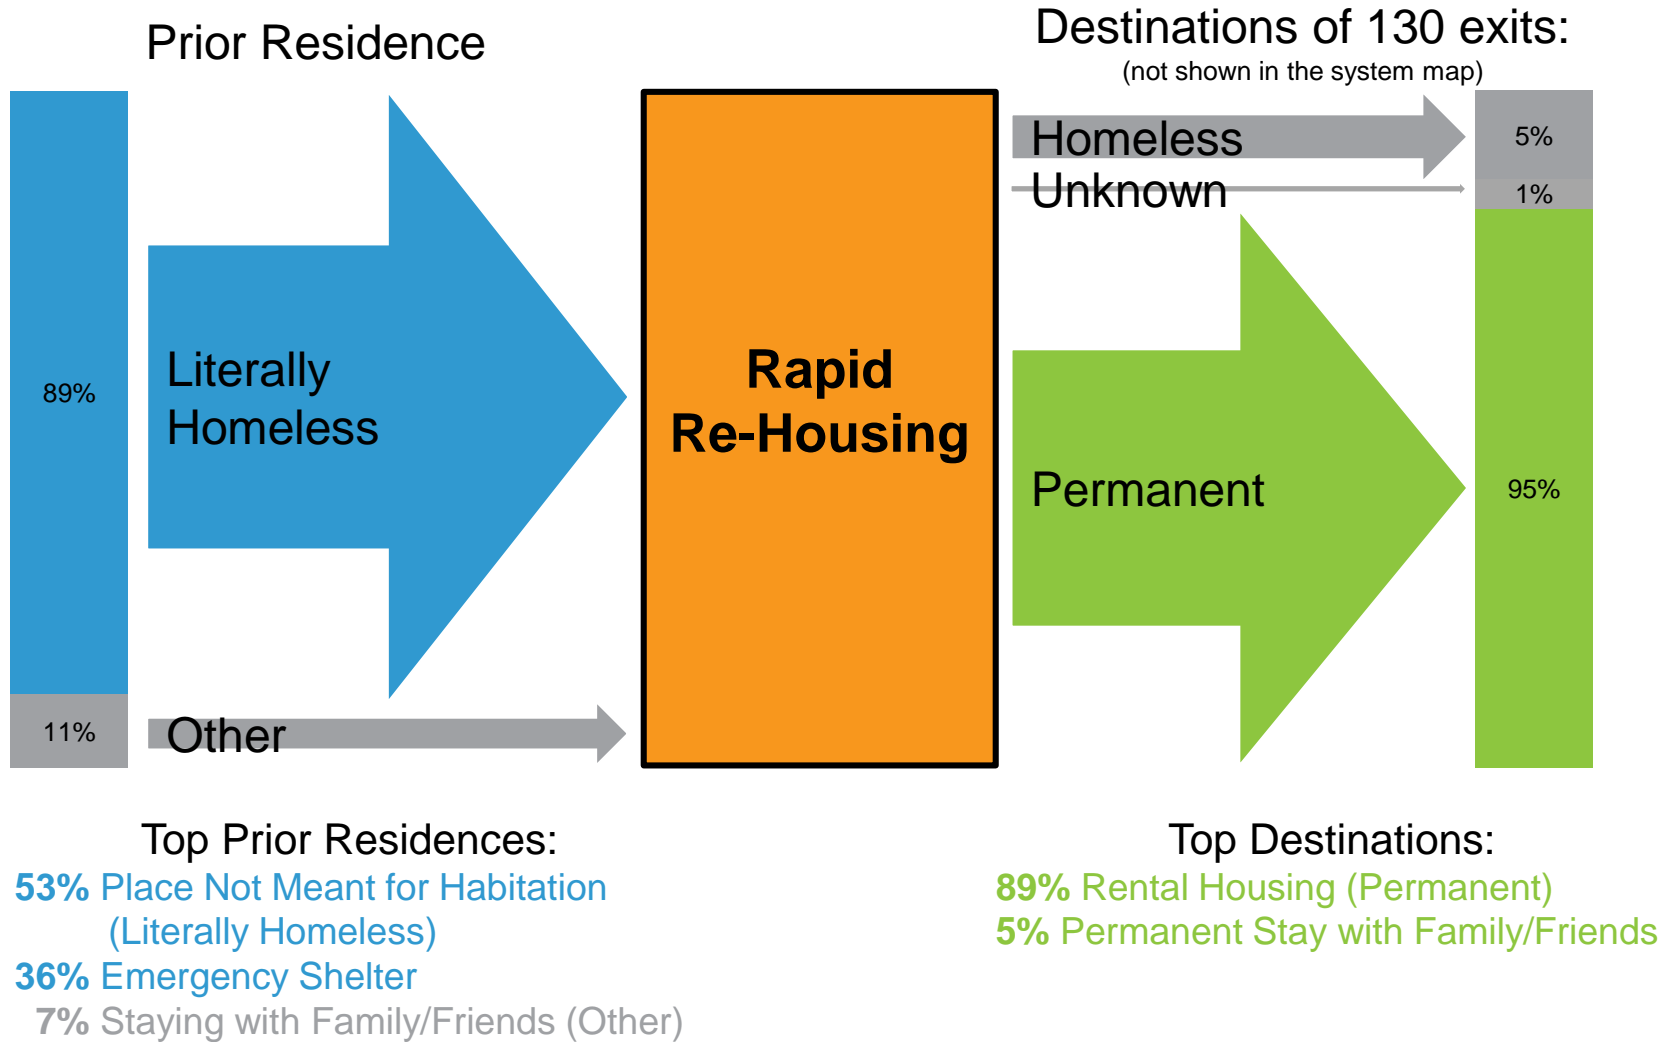 Prior Residence
Destinations of 130 exits:
(not shown in the system map)
89%
Literally
Homeless
11%
Other
Rapid
Re-Housing
Homeless
5%
Unknown
1%
Permanent
95%
Top Prior Residences:
53% Place Not Meant for Habitation
(Literally Homeless)
36% Emergency Shelter
7% Staying with Family/Friends (Other)
Top Destinations:
89% Rental Housing (Permanent)
5% Permanent Stay with Family/Friends